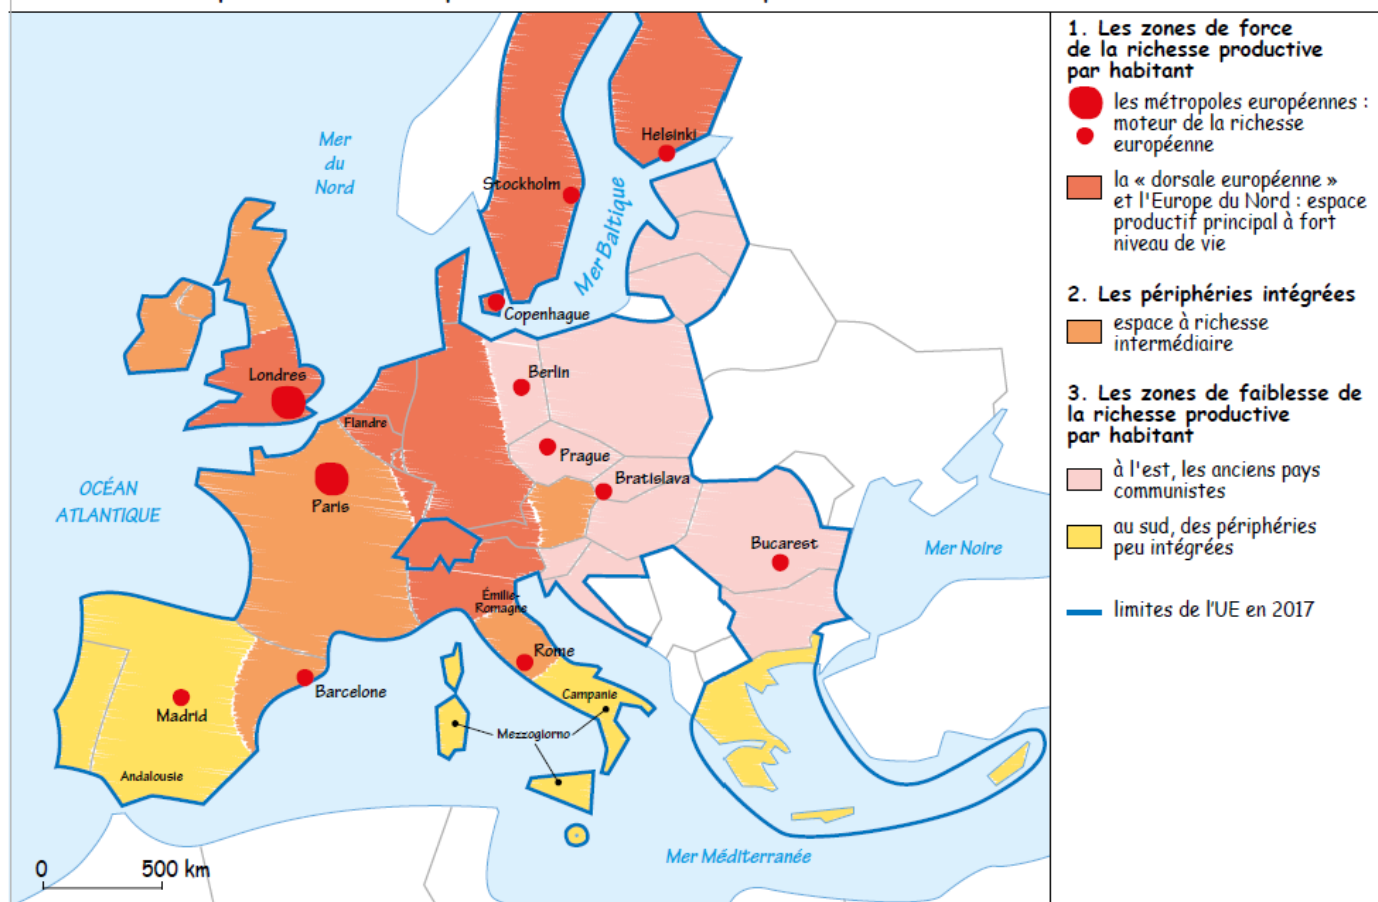 Mer
du
Nord
Helsinki
Stockholm
Mer Baltique
Copenhague
Londres
Berlin
Flandre
Prague
Bratislava
OCÉAN
ATLANTIQUE
Paris
Bucarest
Mer Noire
Émilie-
Romagne
Rome
Barcelone
Madrid
Campanie
Mezzogiorno
Andalousie
Mer Méditerranée
0 500 km
1. Les zones de force
de la richesse productive
par habitant
les métropoles européennes :
moteur de la richesse
européenne
la « dorsale européenne »
et l'Europe du Nord : espace
productif principal à fort
niveau de vie
2. Les périphéries intégrées
espace à richesse
intermédiaire
3. Les zones de faiblesse de
la richesse productive
par habitant
à l'est, les anciens pays
communistes
au sud, des périphéries
peu intégrées
limites de l'UE en 2017